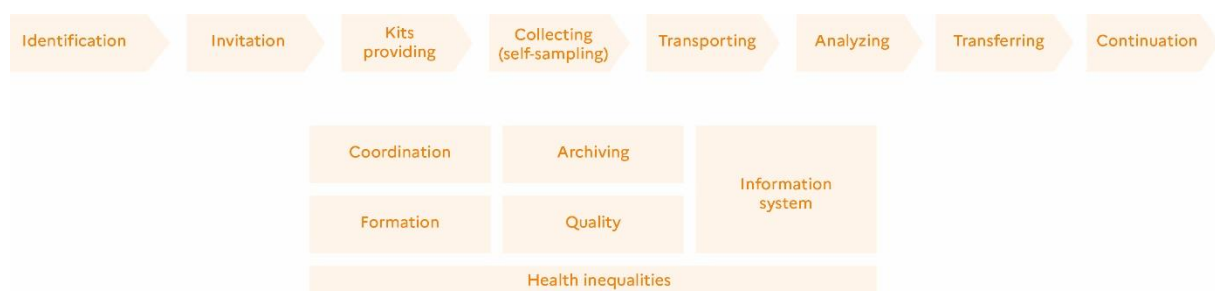 Identification
Invitation
Kits
providing
Collecting
(self-sampling)
Transporting
Analyzing
Transferring
Continuation
Coordination
Archiving
Information
system
Formation
Quality
Health inequalities